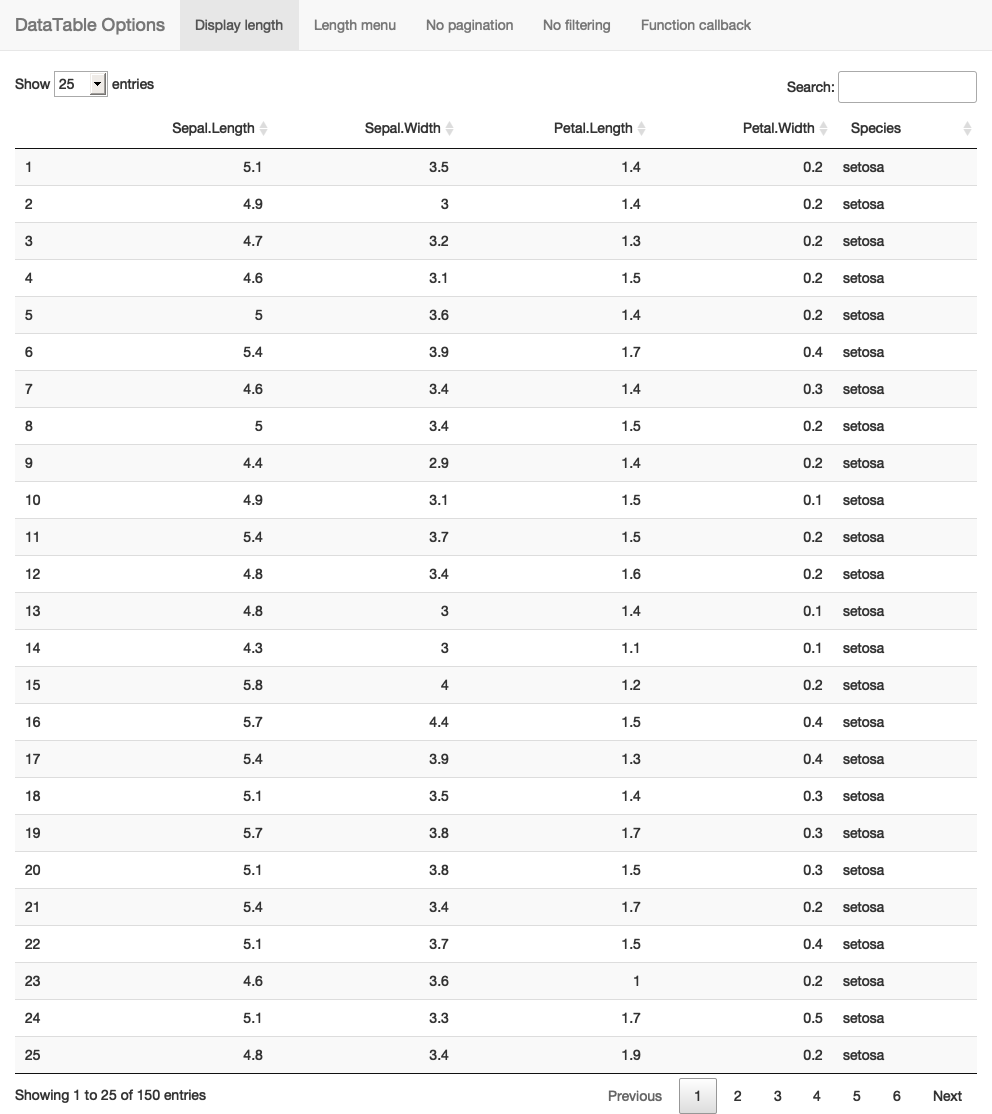 DataTable Options Display length Length menu No pagination No filtering Function callback
Show 25 entries Search:
Sepal.Length Sepal.Width Petal.Length Petal.Width Species
1 5.1 3.5 1.4 0.2 setosa
2 4.9 3 1.4 0.2 setosa
3 4.7 3.2 1.3 0.2 setosa
4 4.6 3.1 1.5 0.2 setosa
5 5 3.6 1.4 0.2 setosa
6 5.4 3.9 1.7 0.4 setosa
7 4.6 3.4 1.4 0.3 setosa
8 5 3.4 1.5 0.2 setosa
9 4.4 2.9 1.4 0.2 setosa
10 4.9 3.1 1.5 0.1 setosa
11 5.4 3.7 1.5 0.2 setosa
12 4.8 3.4 1.6 0.2 setosa
13 4.8 3 1.4 0.1 setosa
14 4.3 3 1.1 0.1 setosa
15 5.8 4 1.2 0.2 setosa
16 5.7 4.4 1.5 0.4 setosa
17 5.4 3.9 1.3 0.4 setosa
18 5.1 3.5 1.4 0.3 setosa
19 5.7 3.8 1.7 0.3 setosa
20 5.1 3.8 1.5 0.3 setosa
21 5.4 3.4 1.7 0.2 setosa
22 5.1 3.7 1.5 0.4 setosa
23 4.6 3.6 1 0.2 setosa
24 5.1 3.3 1.7 0.5 setosa
25 4.8 3.4 1.9 0.2 setosa
Showing 1 to 25 of 150 entries Previous 1 2 3 4 5 6 Next